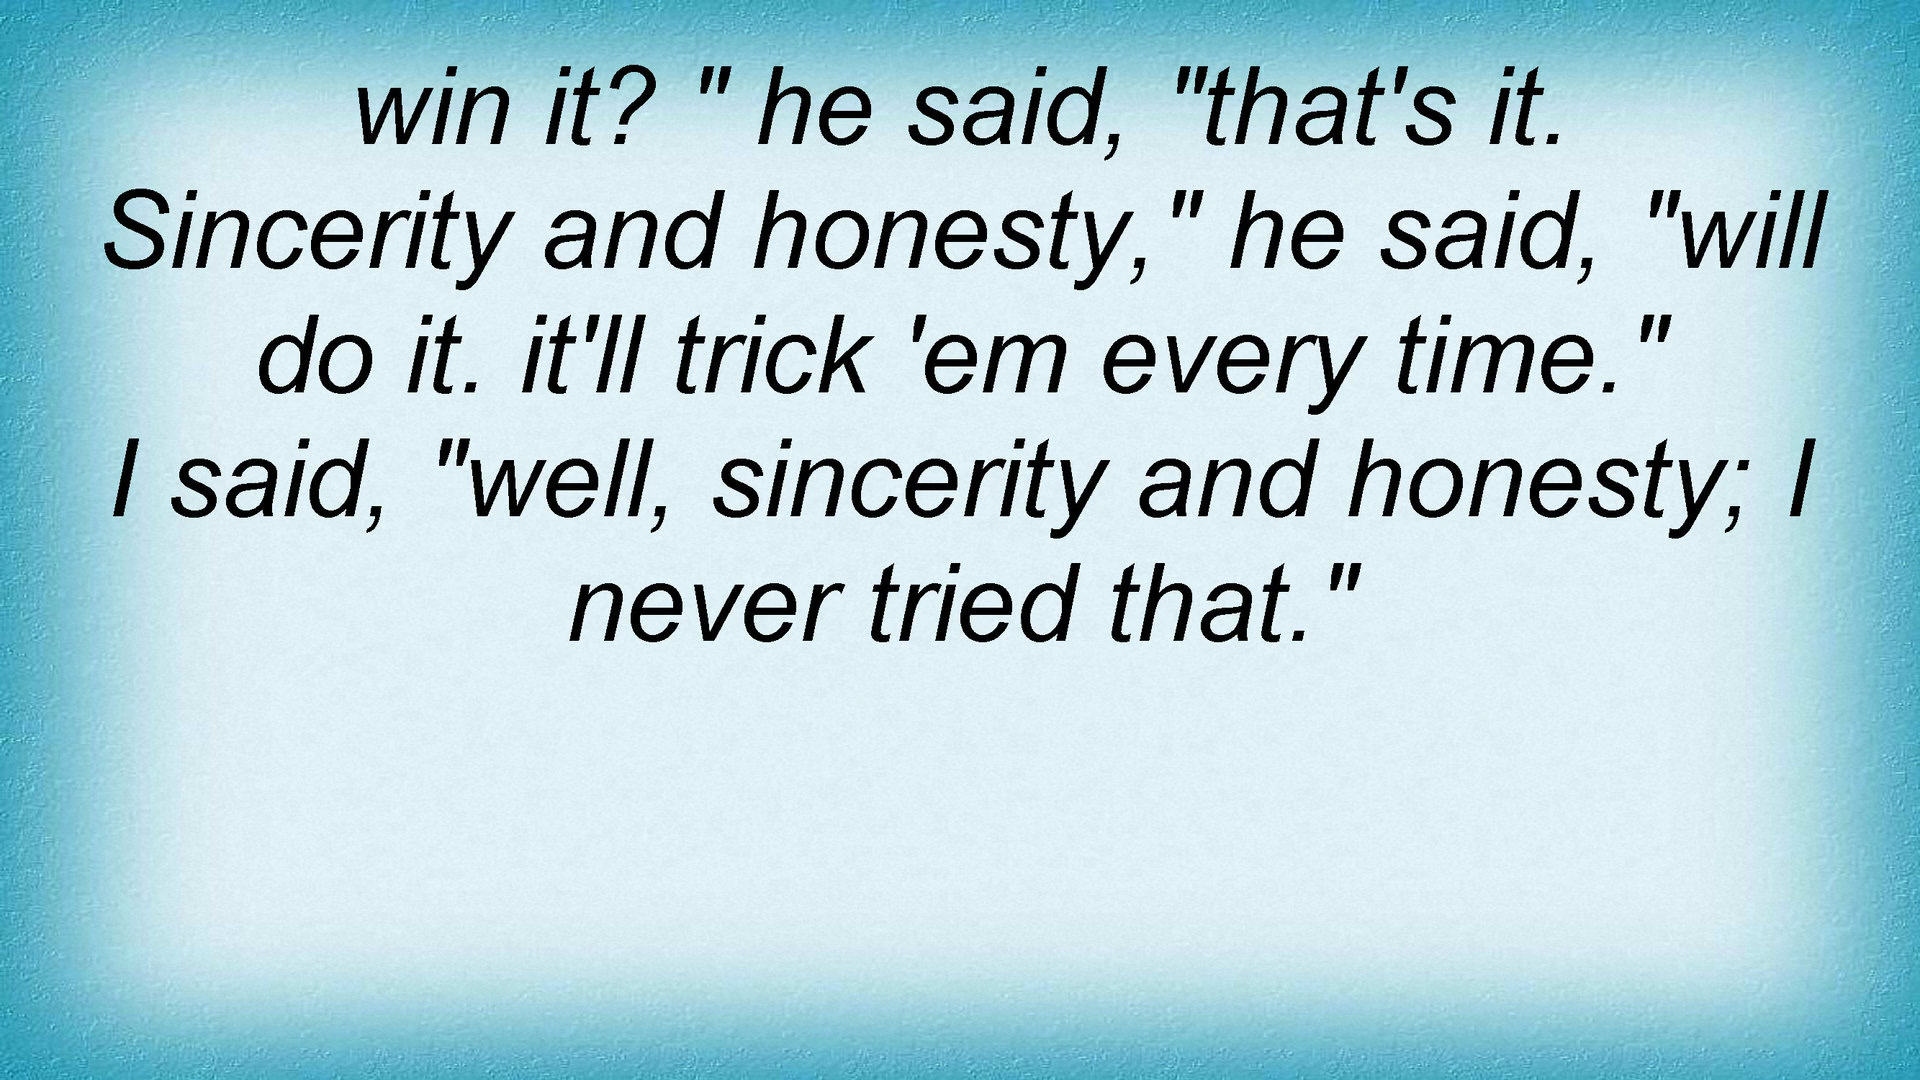 win it? " he said, "that's it.
Sincerity and honesty," he said, "will
do it. it'll trick 'em every time."
I said, "well, sincerity and honesty; I
never tried that."